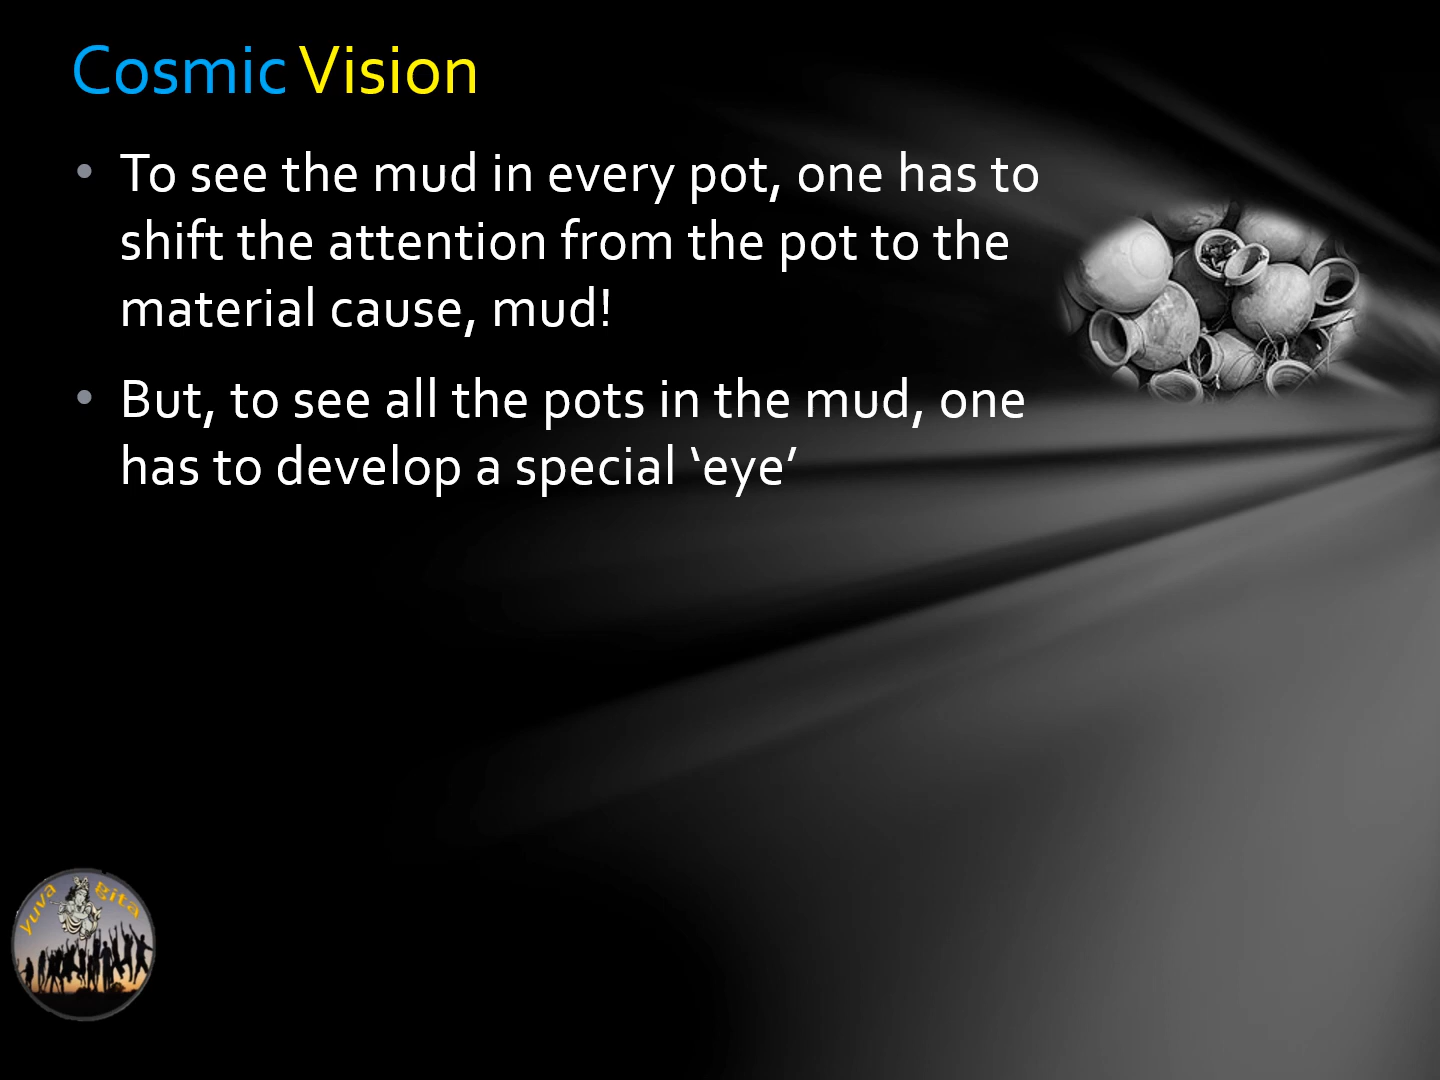 Cosmic Vision
• To see the mud in every pot, one has to
shift the attention from the pot to the
material cause, mud!
• But, to see all the pots in the mud, one
has to develop a special ‘eye’
yuva gita